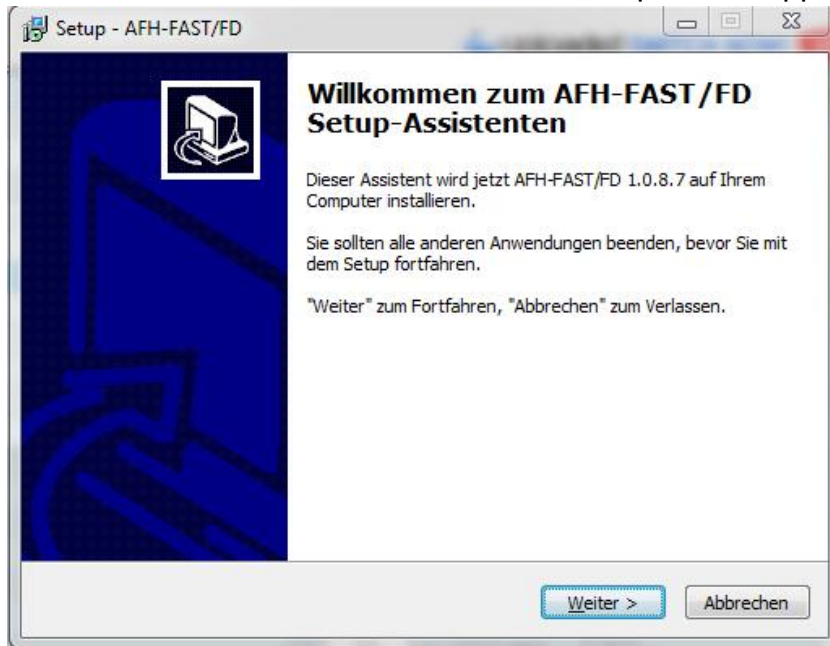 Setup - AFH-FAST/FD
Willkommen zum AFH-FAST/FD
Setup-Assistenten
Dieser Assistent wird jetzt AFH-FAST/FD 1.0.8.7 auf Ihrem
Computer installieren.
Sie sollten alle anderen Anwendungen beenden, bevor Sie mit
dem Setup fortfahren.
"Weiter" zum Fortfahren, "Abbrechen" zum Verlassen.
Weiter >
Abbrechen